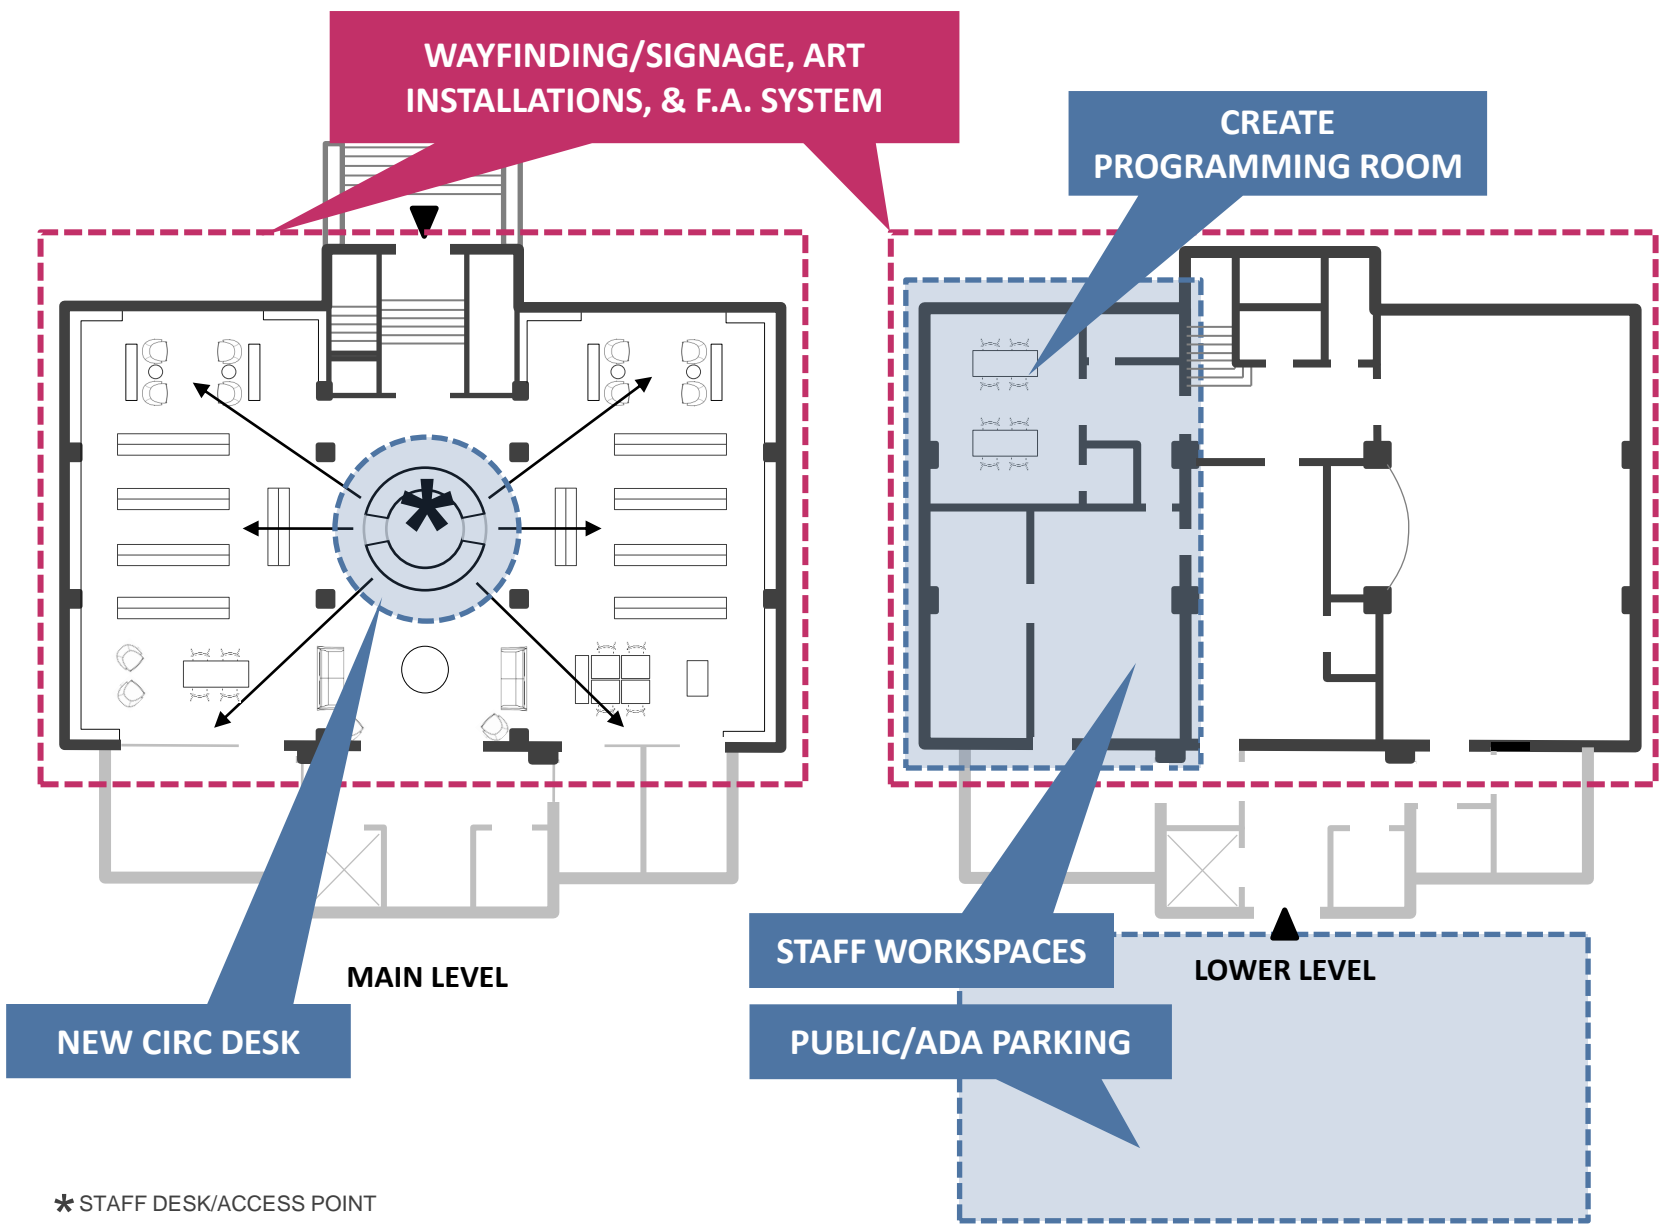 WAYFINDING/SIGNAGE, ART
INSTALLATIONS, & F.A. SYSTEM
CREATE
PROGRAMMING ROOM
STAFF WORKSPACES
MAIN LEVEL
LOWER LEVEL
NEW CIRC DESK
PUBLIC/ADA PARKING
* STAFF DESK/ACCESS POINT